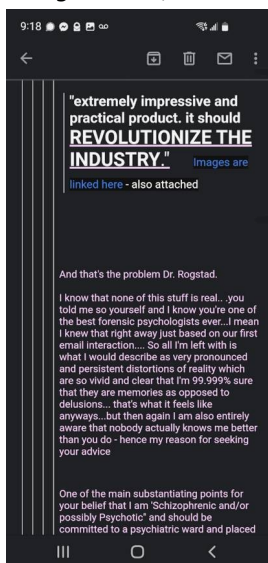 9:18
"extremely impressive and
practical product. it should
REVOLUTIONIZE THE
INDUSTRY."    Images are
linked here - also attached
And that's the problem Dr. Rogstad.
I know that none of this stuff is real.. .you
told me so yourself and I know you're one of
the best forensic psychologists ever...I mean
I knew that right away just based on our first
email interaction.... So all I'm left with is
what I would describe as very pronounced
and persistent distortions of reality which
are so vivid and clear that I'm 99.999% sure
that they are memories as opposed to
delusions... that's what it feels like
anyways...but then again I am also entirely
aware that nobody actually knows me better
than you do - hence my reason for seeking
your advice
One of the main substantiating points for
your belief that I am 'Schizophrenic and/or
possibly Psychotic" and should be
committed to a psychiatric ward and placed